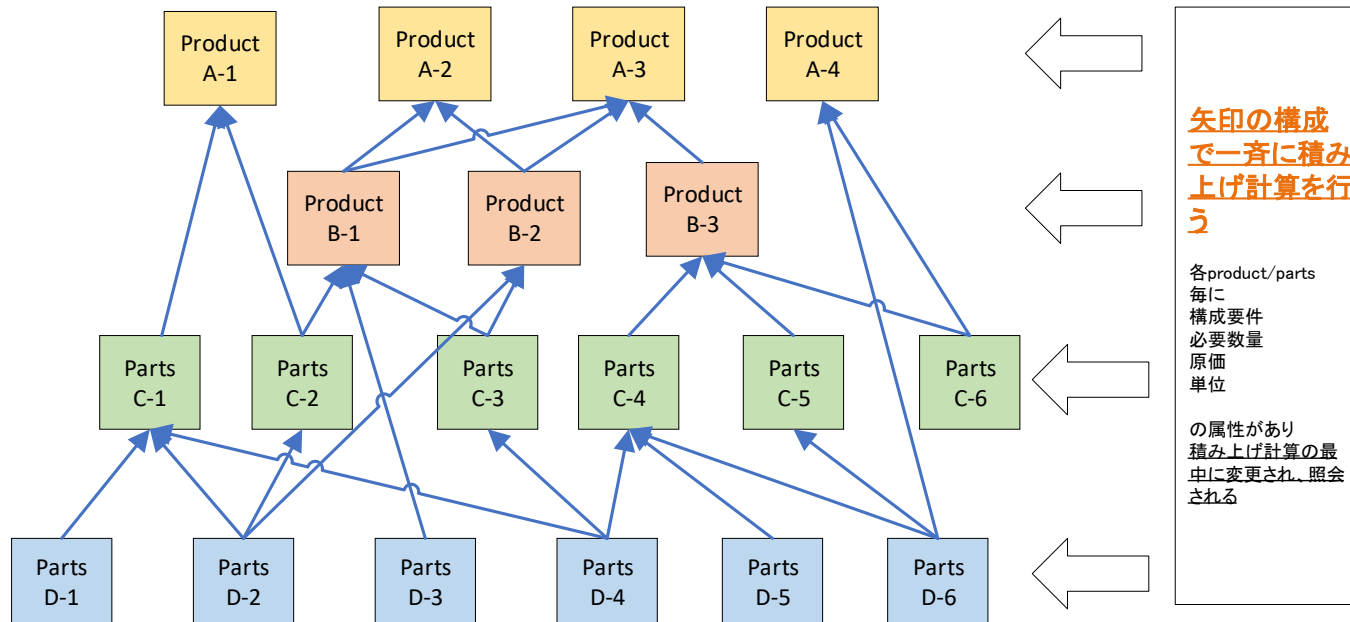 Product
A-1
Product
A-2
Product
A-3
Product
A-4
Product
B-1
Product
B-2
Product
B-3
Parts
C-1
Parts
C-2
Parts
C-3
Parts
C-4
Parts
C-5
Parts
C-6
Parts
D-1
Parts
D-2
Parts
D-3
Parts
D-4
Parts
D-5
Parts
D-6
矢印の構成
で一斉に積み
上げ計算を行
う
各product/parts
毎に
構成要件
必要数量
原価
単位
の属性があり
積み上げ計算の最
中に変更され、照会
される